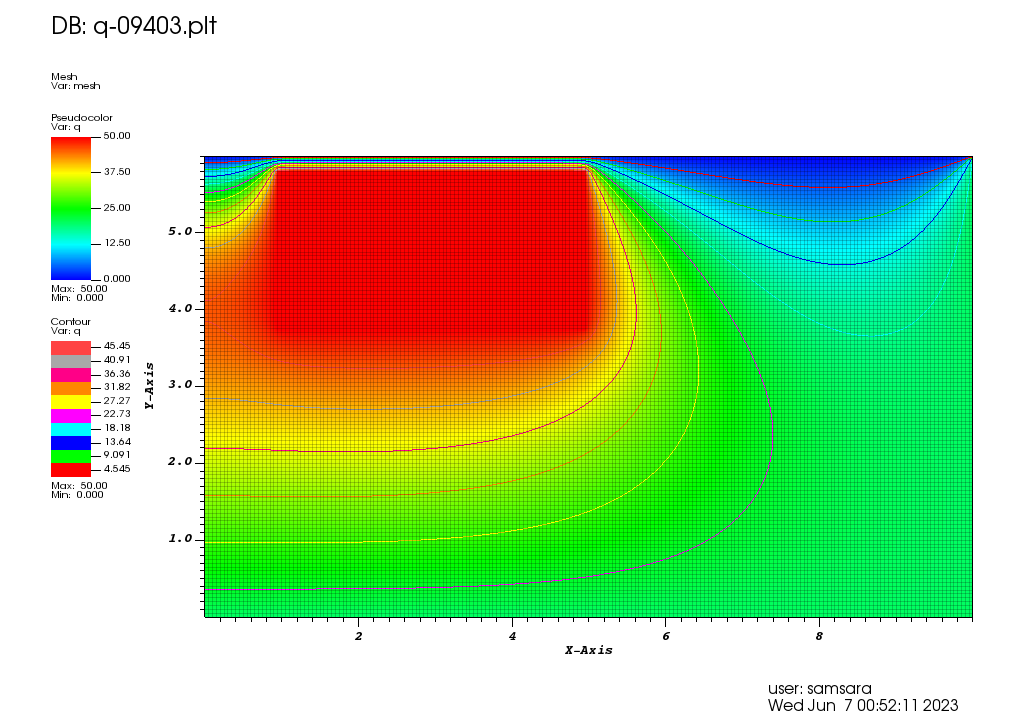 DB: q-09403.plt
Mesh
Var: mesh
Pseudocolor
Var: q
50.00
37.50
25.00
12.50
0.000
Max: 50.00
Min: 0.000
Contour
Var: q
45.45
40.91
36.36
31.82
27.27
22.73
18.18
13.64
9.091
4.545
Max: 50.00
Min: 0.000
Y-Axis
5.0
4.0
3.0
2.0
1.0
2
4
6
8
X-Axis
user: samsara
Wed Jun 7 00:52:11 2023